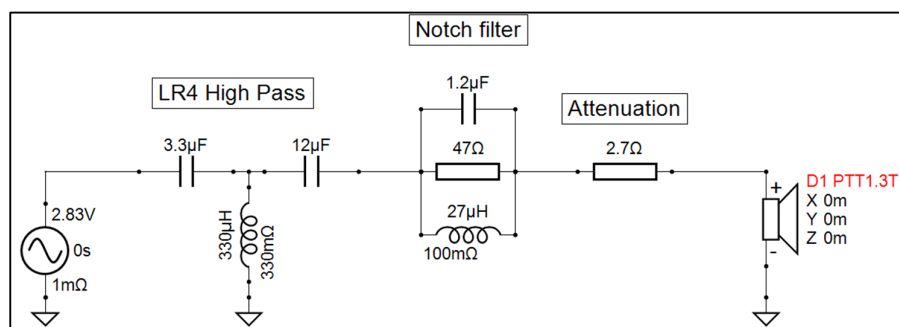 Notch filter
LR4 High Pass
Attenuation
1.2µF
3.3µF
12µF
47Ω
2.7Ω
27µH
100mΩ
330µH
330mΩ
2.83V
0s
1mΩ
+
-
D1 PTT1.3T
X 0m
Y 0m
Z 0m